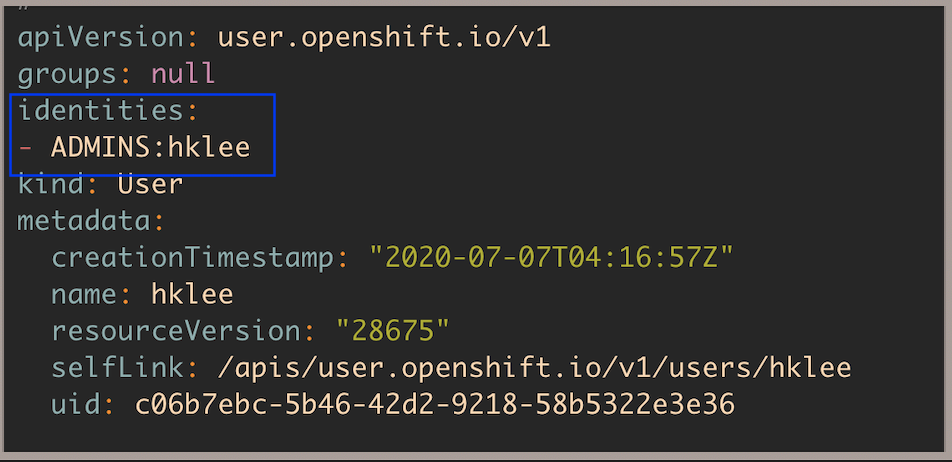 #
apiVersion: user.openshift.io/v1
groups: null
identities:
- ADMINS:hklee
kind: User
metadata:
  creationTimestamp: "2020-07-07T04:16:57Z"
  name: hklee
  resourceVersion: "28675"
  selfLink: /apis/user.openshift.io/v1/users/hklee
  uid: c06b7ebc-5b46-42d2-9218-58b5322e3e36